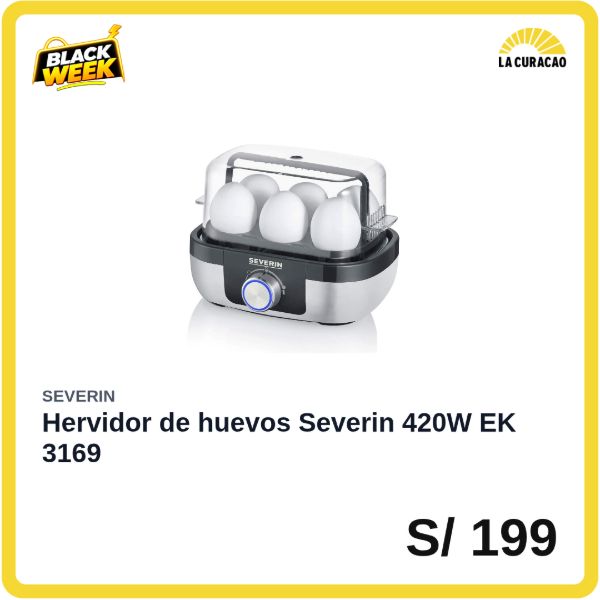 BLACK
WEEK
LA CURACAO
SEVERIN
SEVERIN
Hervidor de huevos Severin 420W EK
3169
S/ 199